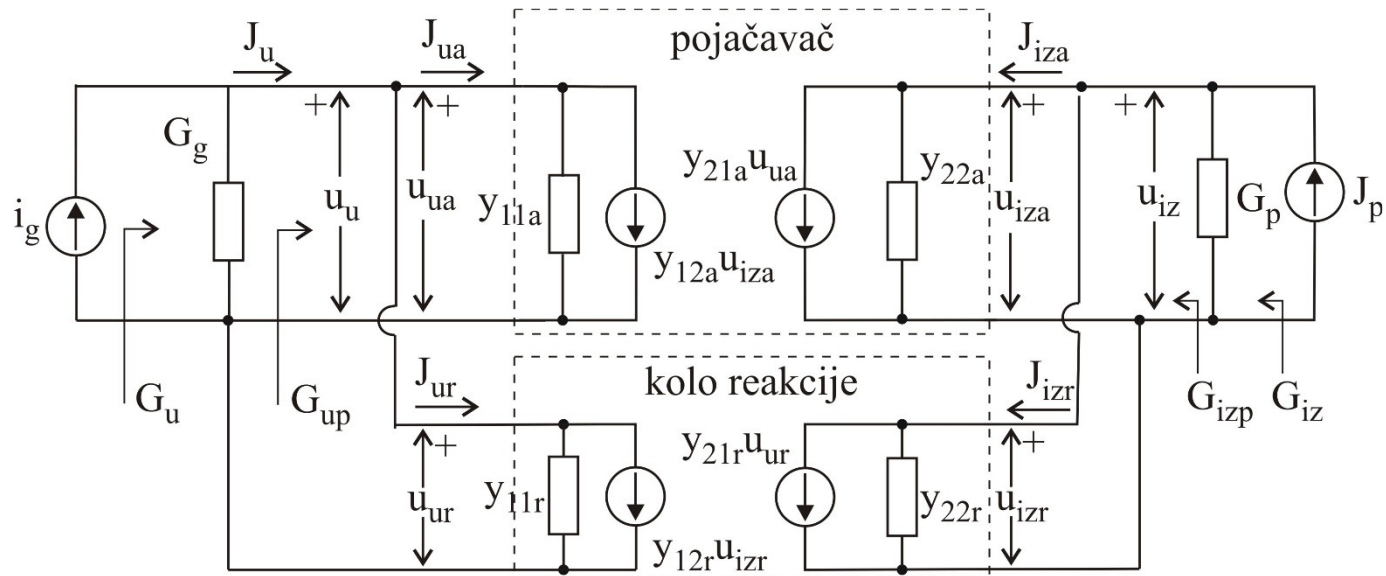 pojačavač
J_u
J_ua
J_iza
+
+
+
+
G_g
y_21a u_ua
y_22a
i_g
u_u
u_ua
y_11a
u_iza
u_iz
G_p
J_p
y_12a u_iza
J_ur
kolo reakcije
J_izr
G_u
G_up
G_izp
G_iz
+
+
y_21r u_ur
u_ur
y_11r
y_22r
u_izr
y_12r u_izr